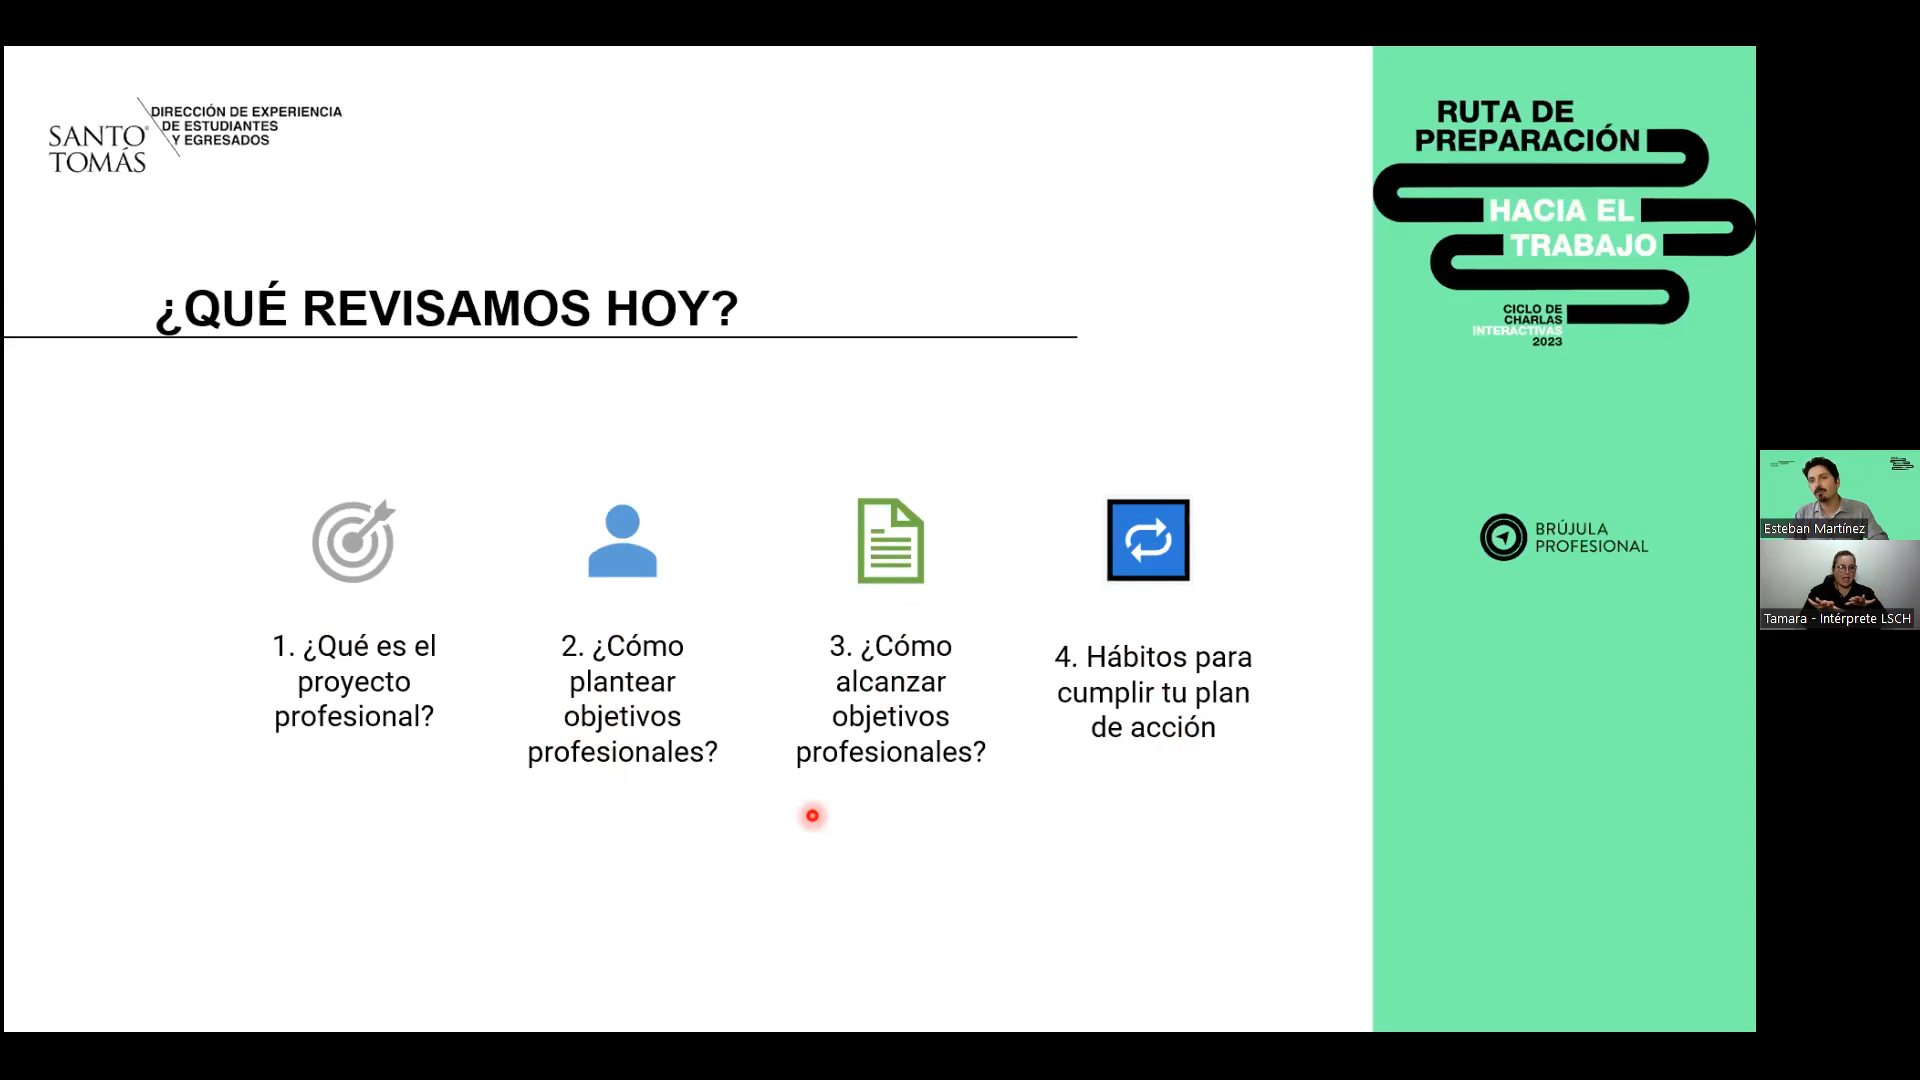 DIRECCIÓN DE EXPERIENCIA
DE ESTUDIANTES
Y EGRESADOS
SANTO
TOMÁS
¿QUÉ REVISAMOS HOY?
1. ¿Qué es el
proyecto
profesional?
2. ¿Cómo
plantear
objetivos
profesionales?
3. ¿Cómo
alcanzar
objetivos
profesionales?
4. Hábitos para
cumplir tu plan
de acción
RUTA DE
PREPARACIÓN
HACIA EL
TRABAJO
CICLO DE
CHARLAS
INTERACTIVAS
2023
BRÚJULA
PROFESIONAL
Esteban Martínez
Tamara - Intérprete LSCH